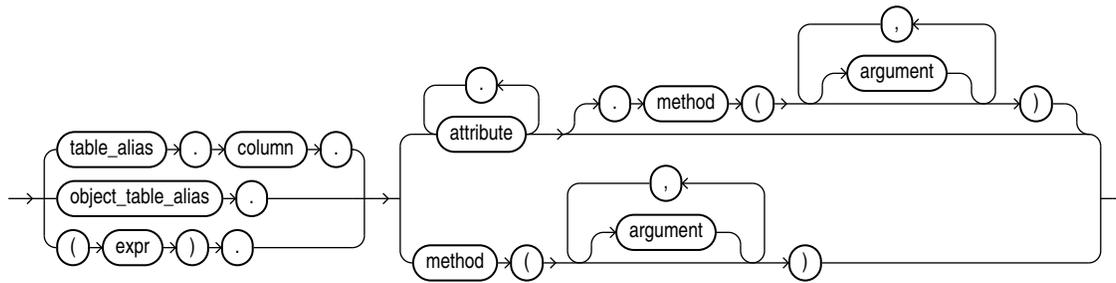 ,
argument
.
. method ( )
attribute
table_alias . column .
,
object_table_alias .
argument
( expr ) .
method ( )